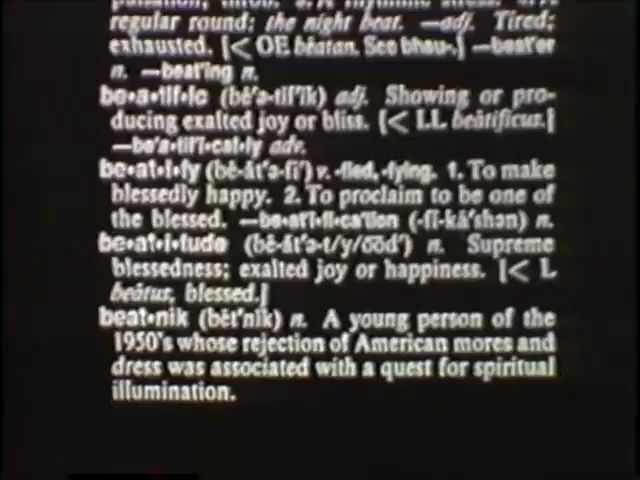 regular round: the night beat. —adj. Tired;
exhausted. [< OE bēatan. See bhau-.] —beat'er
n. —beat'ing n.
be•a•tif•ic (bē'ə-tĭf'ĭk) adj. Showing or pro-
ducing exalted joy or bliss. [< LL beātificus.]
—be'a•tif'i•cal•ly adv.
be•at•i•fy (bē-ăt'ə-fī') v. -fied, -fying. 1. To make
blessedly happy. 2. To proclaim to be one of
the blessed. —be•at'i•fi•ca'tion (-fĭ-kā'shən) n.
be•at•i•tude (bē-ăt'ə-t/y/ōōd') n. Supreme
blessedness; exalted joy or happiness. [< L
beātus, blessed.]
beat•nik (bēt'nĭk) n. A young person of the
1950's whose rejection of American mores and
dress was associated with a quest for spiritual
illumination.